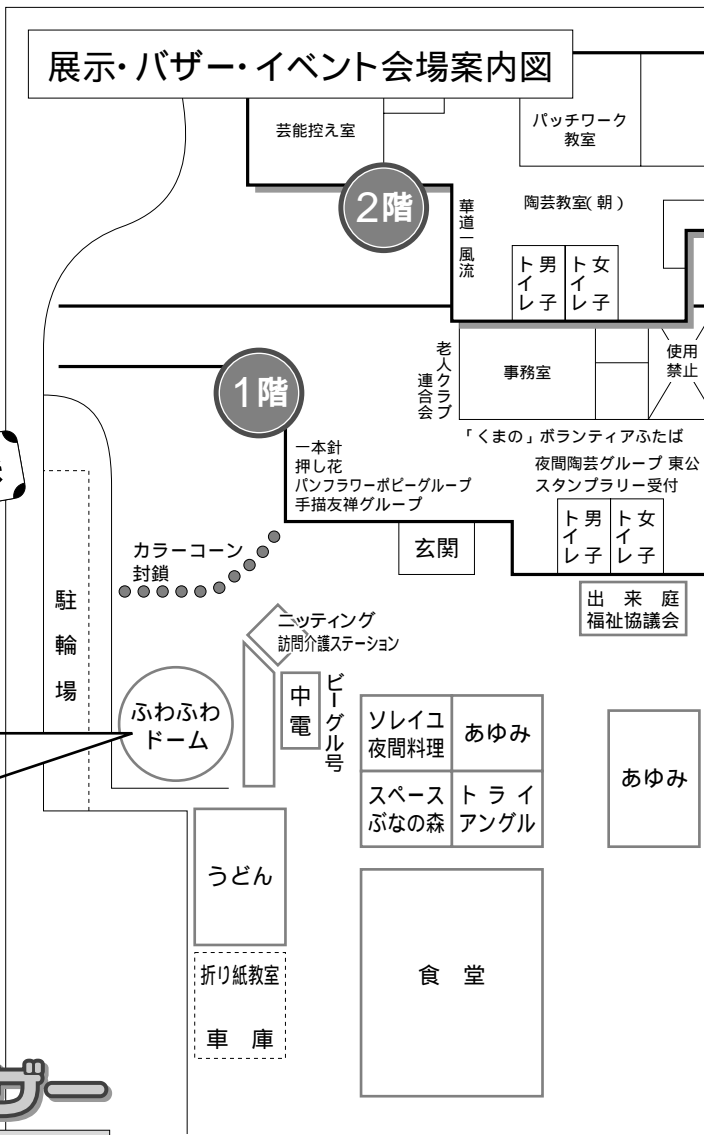 展示・バザー・イベント会場案内図
芸能控え室
パッチワーク
教室
2階
華道一風流
陶芸教室(朝)
男子
トイレ
女子
トイレ
1階
老人クラブ
連合会
事務室
使用
禁止
「くまの」ボランティアふたば
一本針
押し花
パンフラワーポピーグループ
手描友禅グループ
夜間陶芸グループ 東公
スタンプラリー受付
玄関
男子
トイレ
女子
トイレ
カラーコーン
封鎖
出来庭
福祉協議会
駐輪場
ニッティング
訪問介護ステーション
ふわふわ
ドーム
中電
ビーグル号
ソレイユ
夜間料理
あゆみ
スペース
ぶなの森
トライ
アングル
あゆみ
うどん
折り紙教室
車庫
食堂
ザー